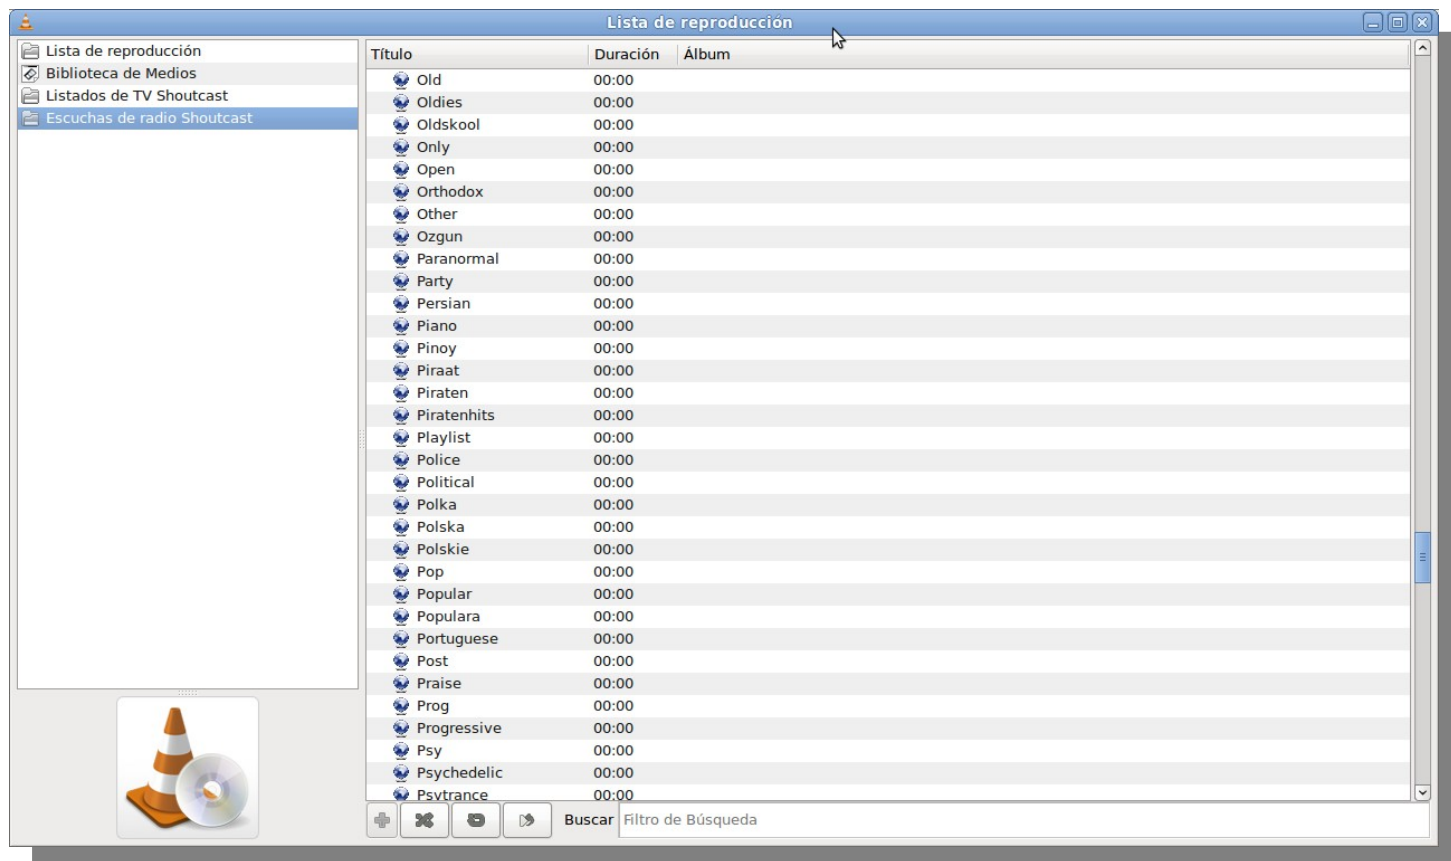 Lista de reproducción
Lista de reproducción
Biblioteca de Medios
Listados de TV Shoutcast
Escuchas de radio Shoutcast
Título Duración Álbum
Old 00:00
Oldies 00:00
Oldskool 00:00
Only 00:00
Open 00:00
Orthodox 00:00
Other 00:00
Ozgun 00:00
Paranormal 00:00
Party 00:00
Persian 00:00
Piano 00:00
Pinoy 00:00
Piraat 00:00
Piraten 00:00
Piratenhits 00:00
Playlist 00:00
Police 00:00
Political 00:00
Polka 00:00
Polska 00:00
Polskie 00:00
Pop 00:00
Popular 00:00
Populara 00:00
Portuguese 00:00
Post 00:00
Praise 00:00
Prog 00:00
Progressive 00:00
Psy 00:00
Psychedelic 00:00
Psytrance 00:00
Buscar Filtro de Búsqueda